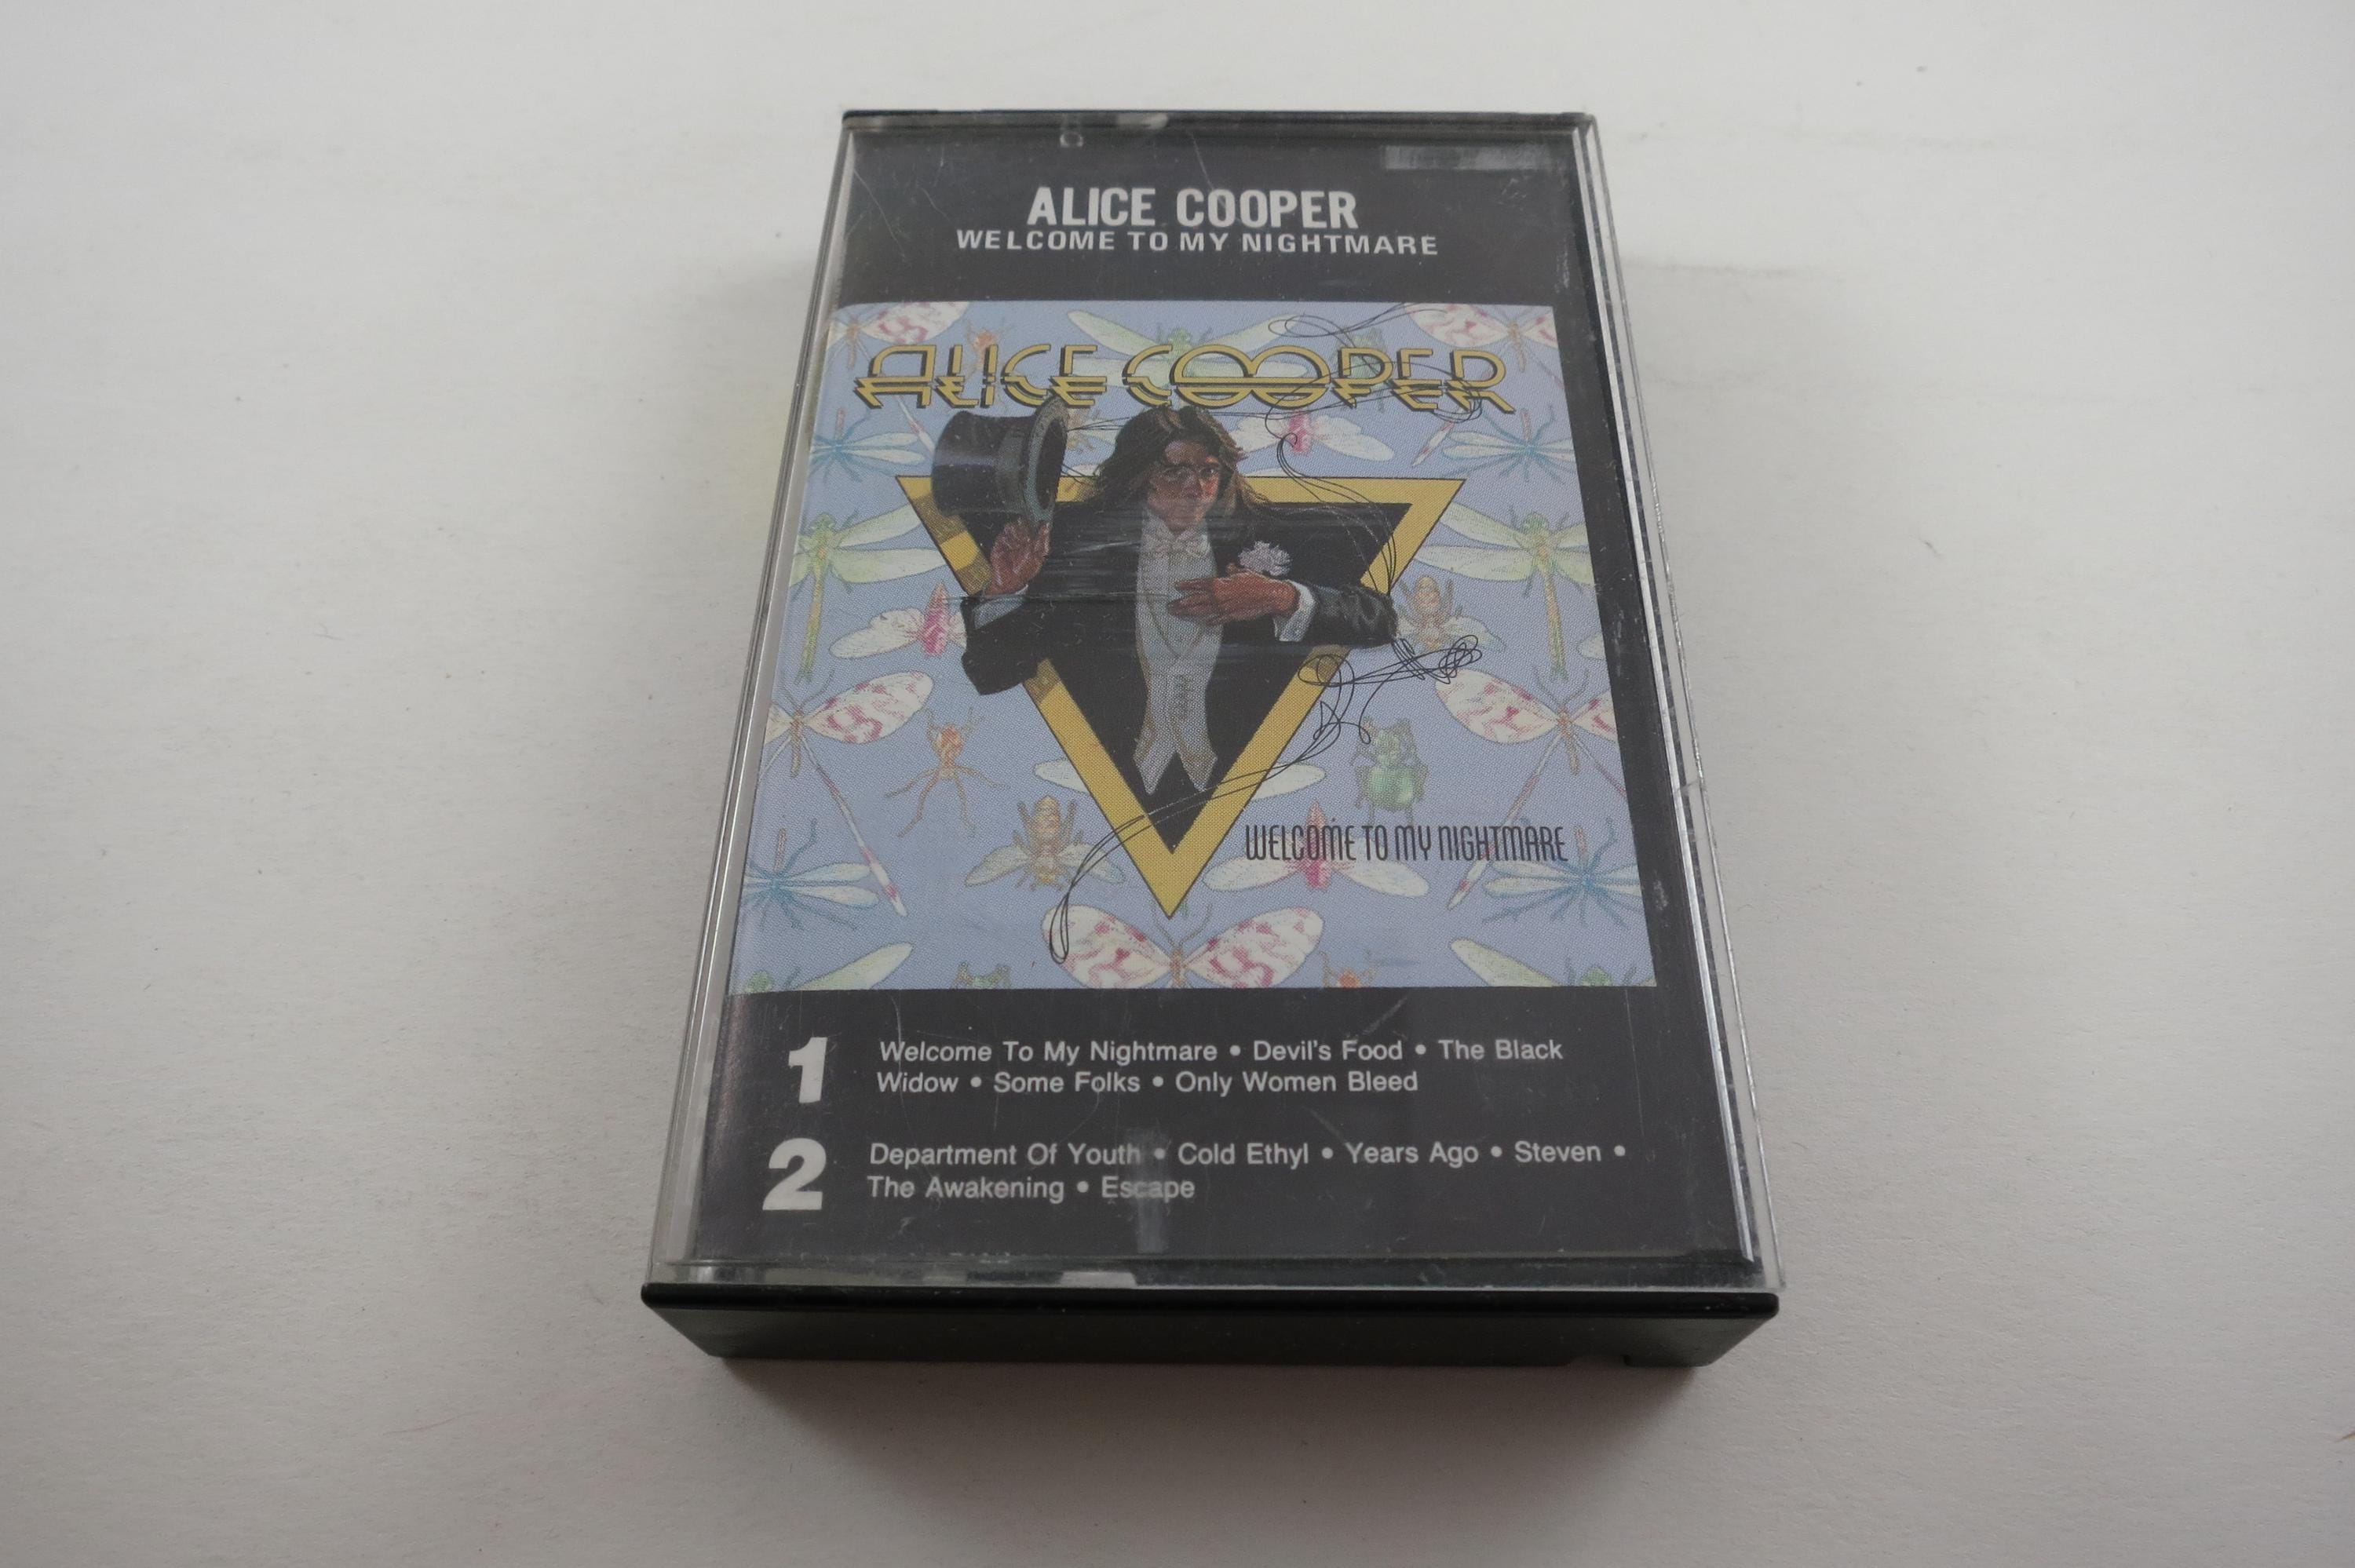 ALICE COOPER
WELCOME TO MY NIGHTMARE
ALICE COOPER
WELCOME TO MY NIGHTMARE
1 Welcome To My Nightmare • Devil's Food • The Black
Widow • Some Folks • Only Women Bleed
2 Department Of Youth • Cold Ethyl • Years Ago • Steven •
The Awakening • Escape